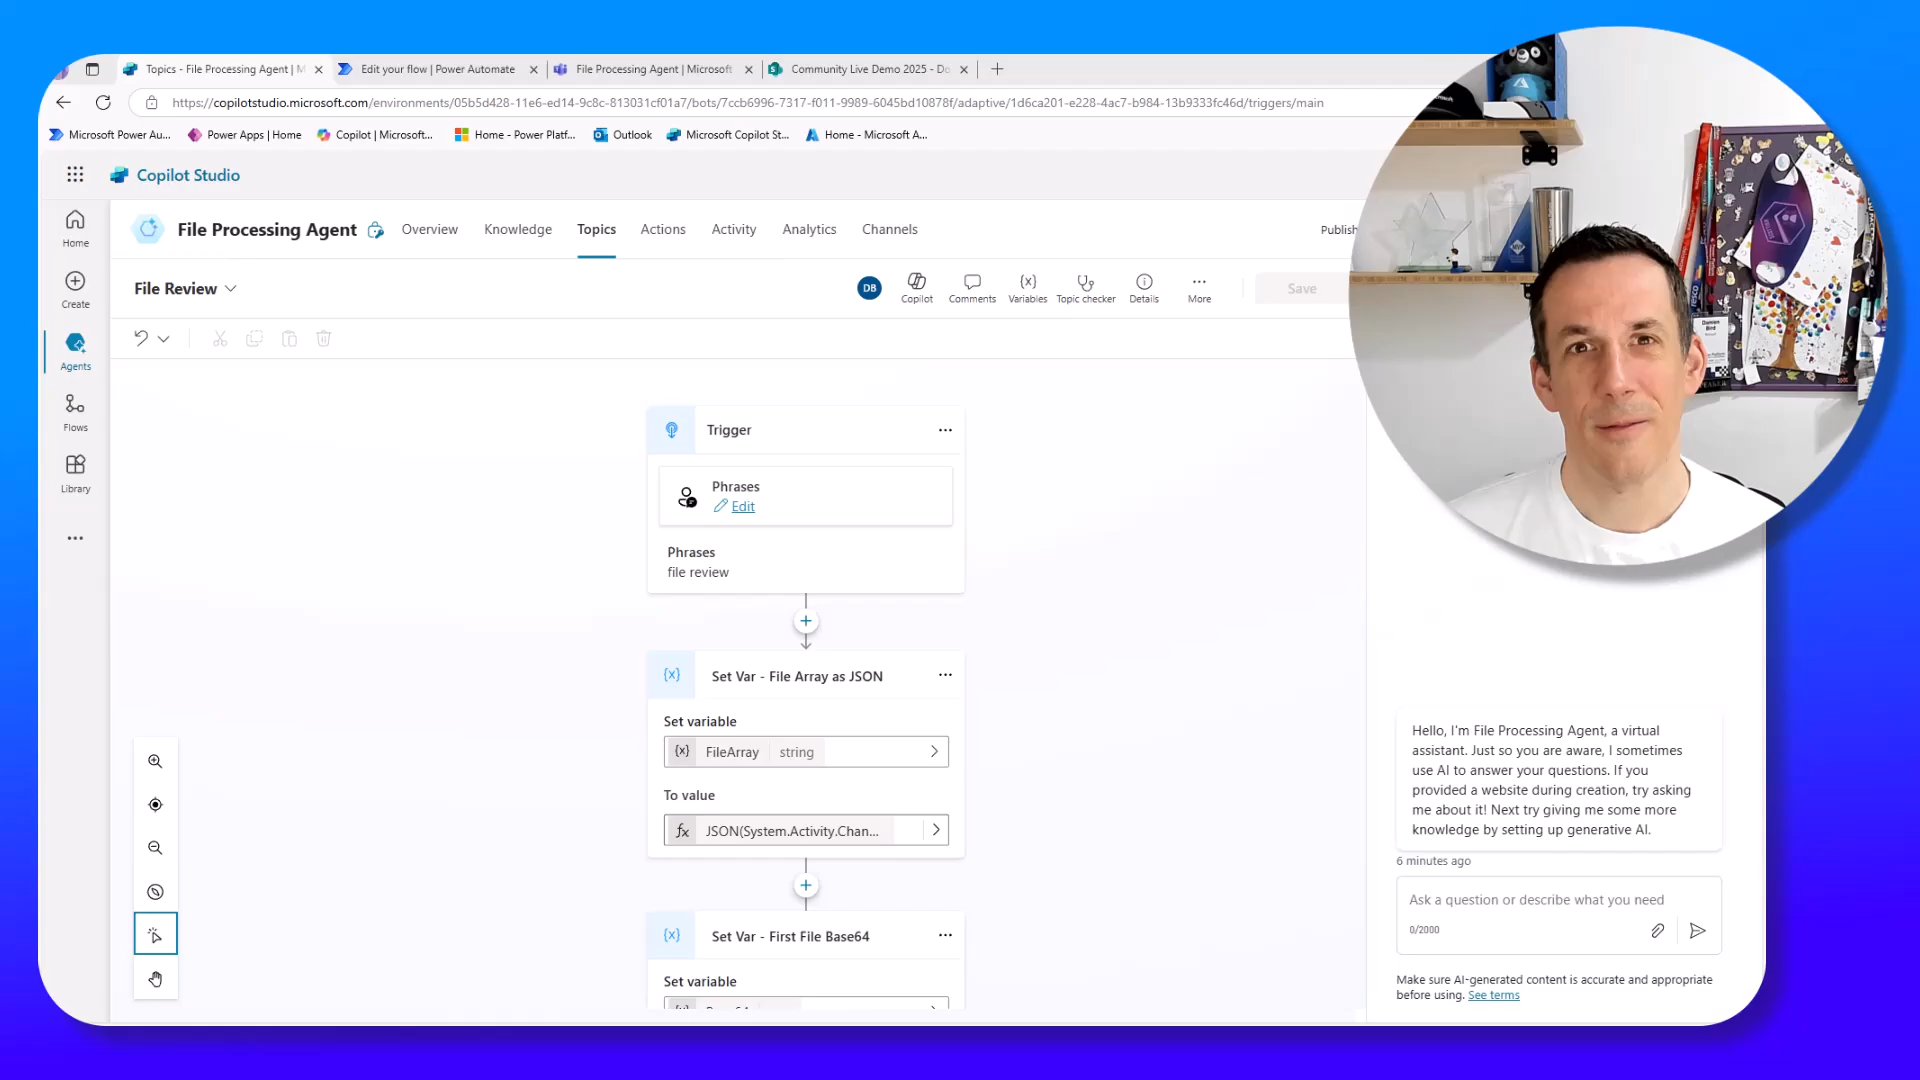 Topics - File Processing Agent | M
Edit your flow | Power Automate
File Processing Agent | Microsoft
Community Live Demo 2025 - Do
https://copilotstudio.microsoft.com/environments/05b5d428-11e6-ed14-9c8c-813031cf01a7/bots/7ccb6996-7317-f011-9989-6045bd10878f/adaptive/1d6ca201-e228-4ac7-b984-13b9333fc46d/triggers/main
Microsoft Power Au...
Power Apps | Home
Copilot | Microsoft...
Home - Power Platf...
Outlook
Microsoft Copilot St...
Home - Microsoft A...
Copilot Studio
File Processing Agent
Overview
Knowledge
Topics
Actions
Activity
Analytics
Channels
Publish
Home
Create
Agents
Flows
Library
File Review
DB
Copilot
Comments
Variables
Topic checker
Details
More
Save
Trigger
Phrases
Edit
Phrases
file review
Set Var - File Array as JSON
Set variable
{x} FileArray string
To value
fx JSON(System.Activity.Chan...
Set Var - First File Base64
Set variable
Hello, I'm File Processing Agent, a virtual
assistant. Just so you are aware, I sometimes
use AI to answer your questions. If you
provided a website during creation, try asking
me about it! Next try giving me some more
knowledge by setting up generative AI.
6 minutes ago
Ask a question or describe what you need
0/2000
Make sure AI-generated content is accurate and appropriate
before using. See terms
Damien
Bird